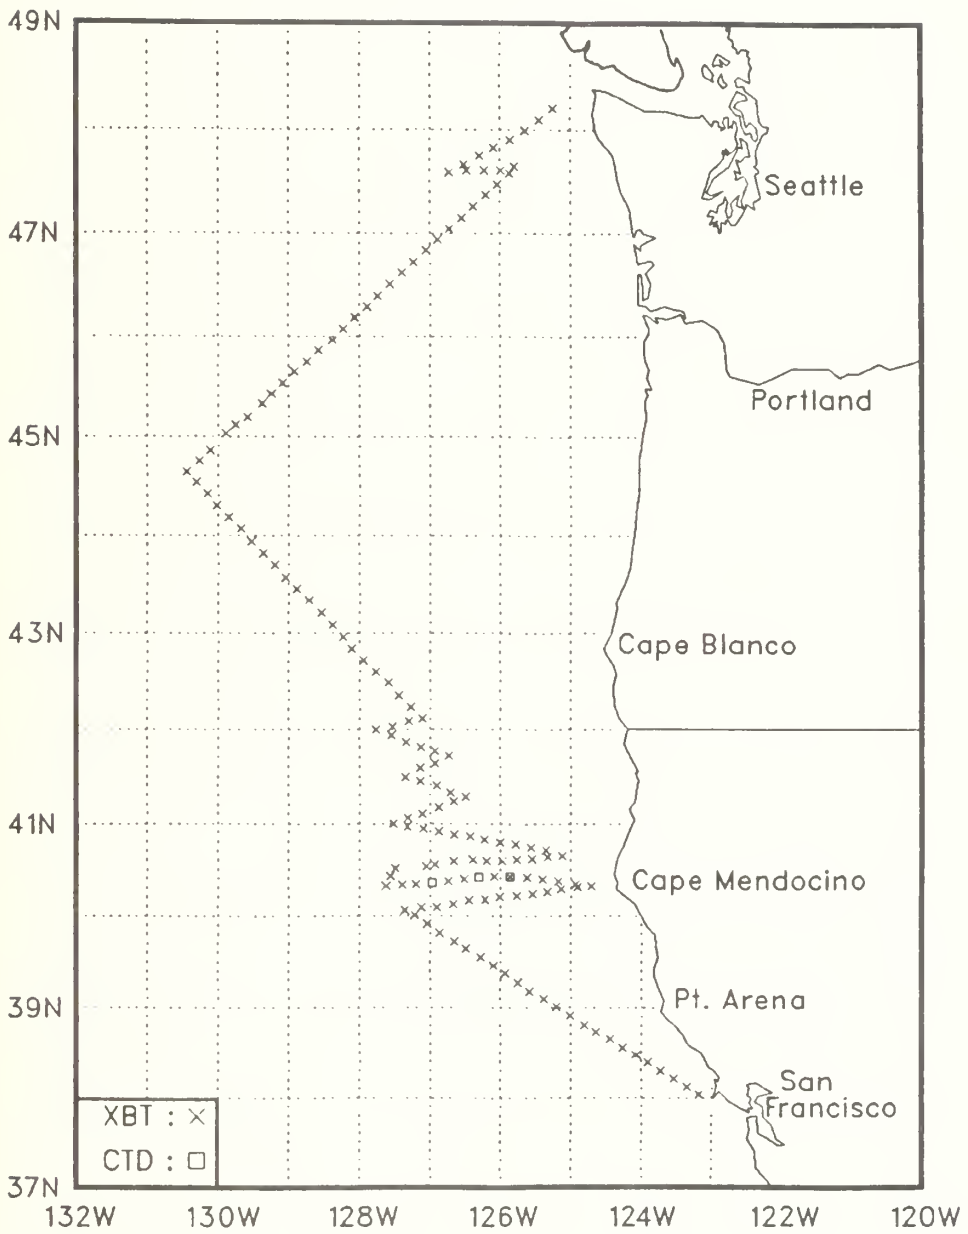 49N
47N
Seattle
Portland
45N
43N
Cape Blanco
41N
Cape Mendocino
39N
Pt. Arena
San
Francisco
XBT : ×
CTD : □
37N
132W 130W 128W 126W 124W 122W 120W